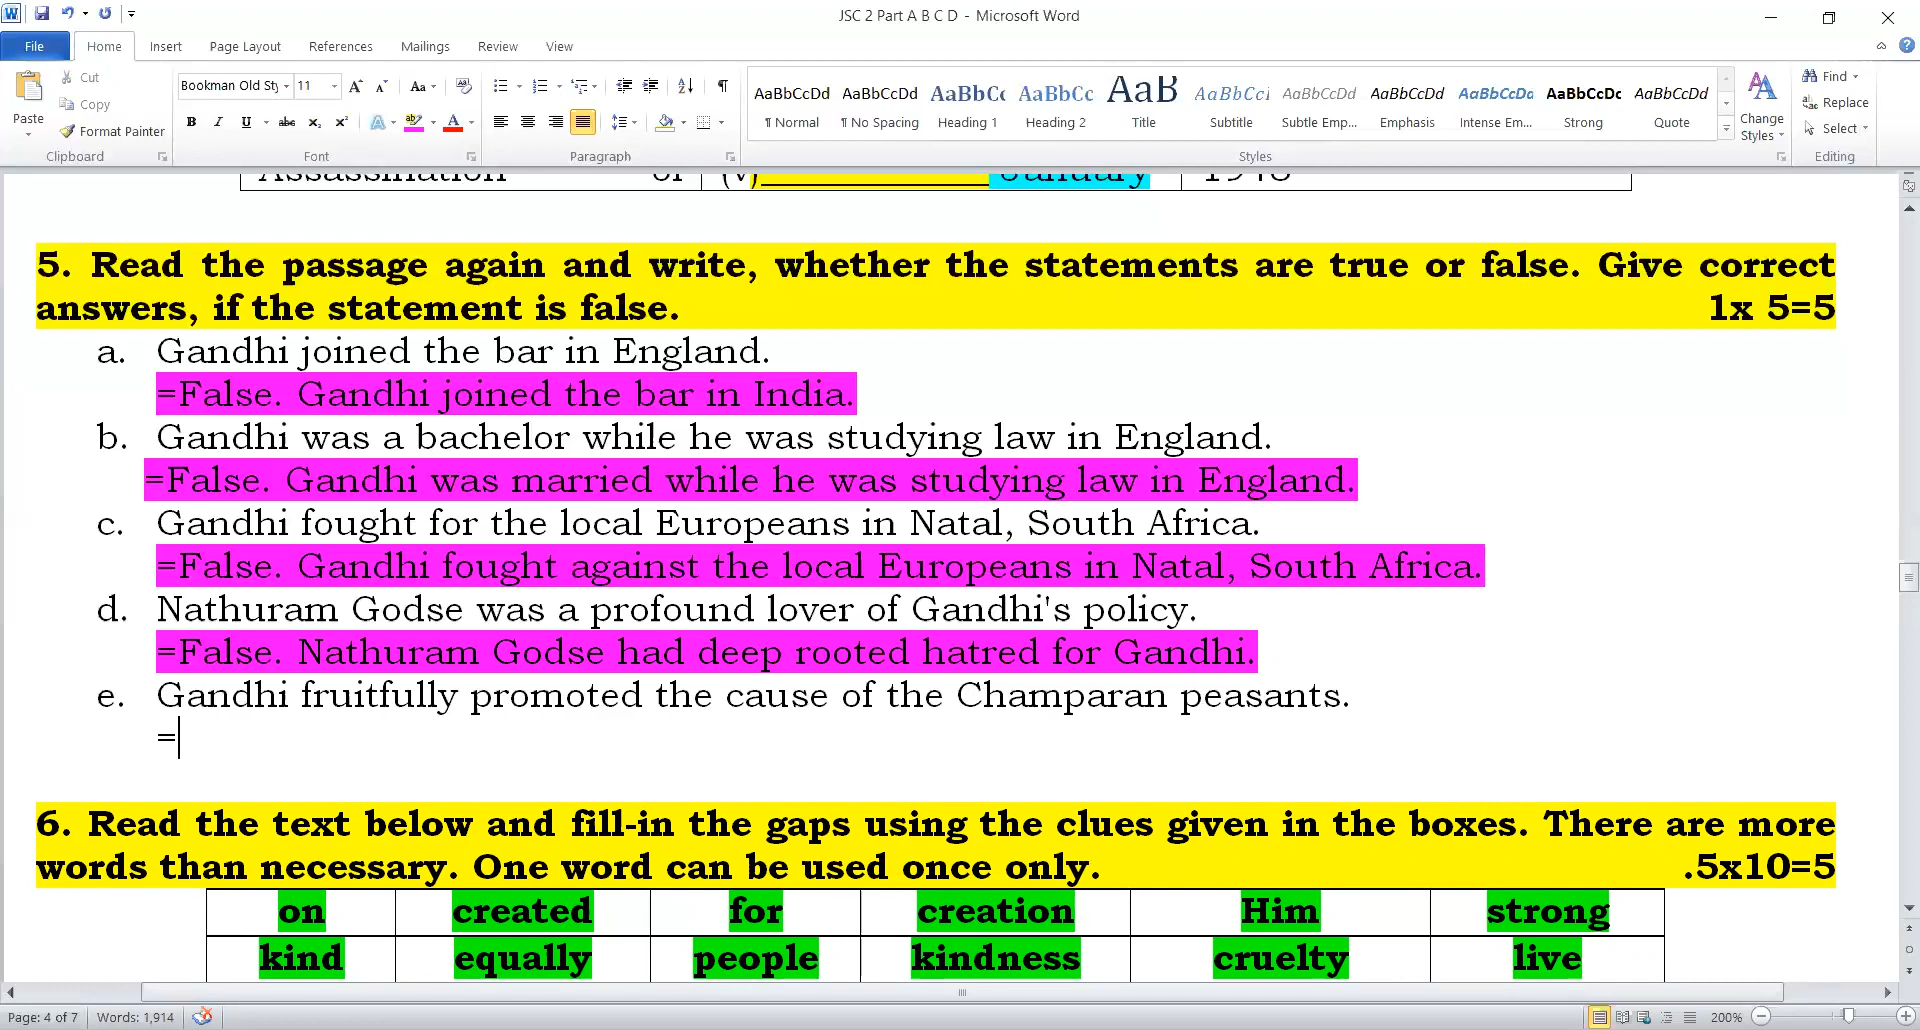 JSC 2 Part A B C D - Microsoft Word
File Home Insert Page Layout References Mailings Review View
Paste
Cut
Copy
Format Painter
Clipboard
Bookman Old Sty 11
Font
Paragraph
AaBbCcDd AaBbCcDd AaBbCc AaBbCc AaB AaBbCcI AaBbCcDd AaBbCcDd AaBbCcDc AaBbCcDc AaBbCcDd
¶ Normal ¶ No Spacing Heading 1 Heading 2 Title Subtitle Subtle Emp... Emphasis Intense Em... Strong Quote
Styles
Change Styles
Find
Replace
Select
Editing
Assassination of (v)______________ January 1948
5. Read the passage again and write, whether the statements are true or false. Give correct
answers, if the statement is false. 1x 5=5
a. Gandhi joined the bar in England.
=False. Gandhi joined the bar in India.
b. Gandhi was a bachelor while he was studying law in England.
=False. Gandhi was married while he was studying law in England.
c. Gandhi fought for the local Europeans in Natal, South Africa.
=False. Gandhi fought against the local Europeans in Natal, South Africa.
d. Nathuram Godse was a profound lover of Gandhi's policy.
=False. Nathuram Godse had deep rooted hatred for Gandhi.
e. Gandhi fruitfully promoted the cause of the Champaran peasants.
=
6. Read the text below and fill-in the gaps using the clues given in the boxes. There are more
words than necessary. One word can be used once only. .5x10=5
on created for creation Him strong
kind equally people kindness cruelty live
Page: 4 of 7 Words: 1,914 200%